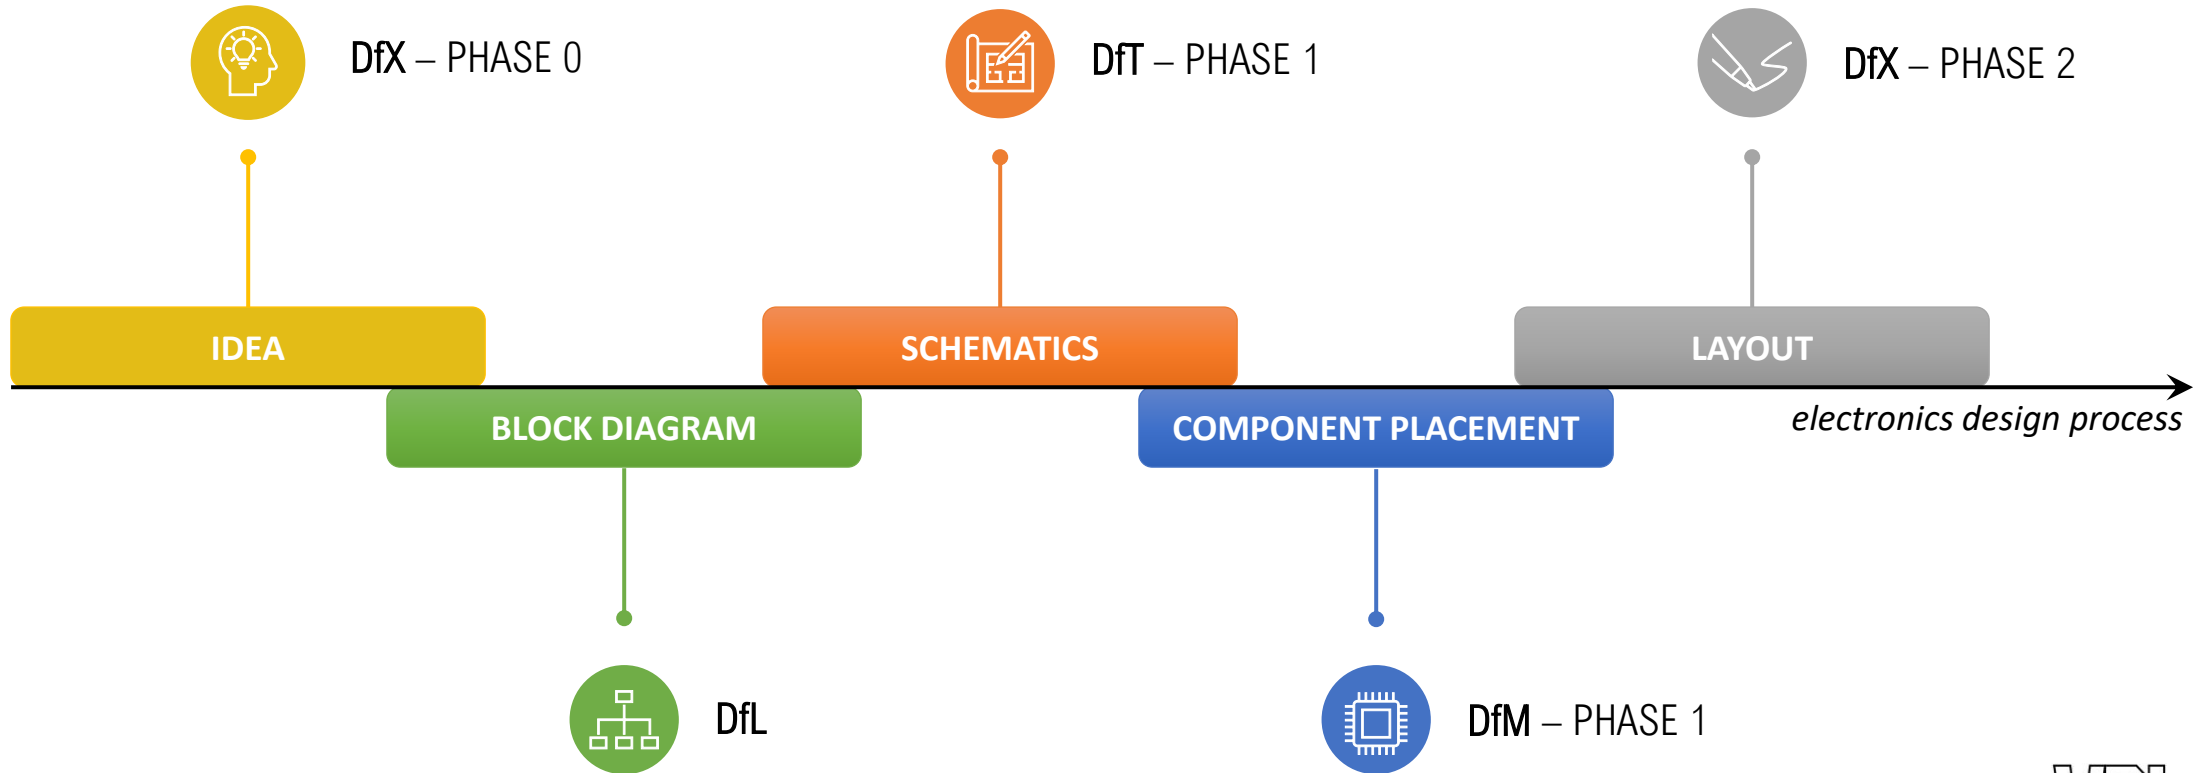 DfX – PHASE 0
DfT – PHASE 1
DfX – PHASE 2
IDEA
SCHEMATICS
LAYOUT
BLOCK DIAGRAM
COMPONENT PLACEMENT
electronics design process
DfL
DfM – PHASE 1